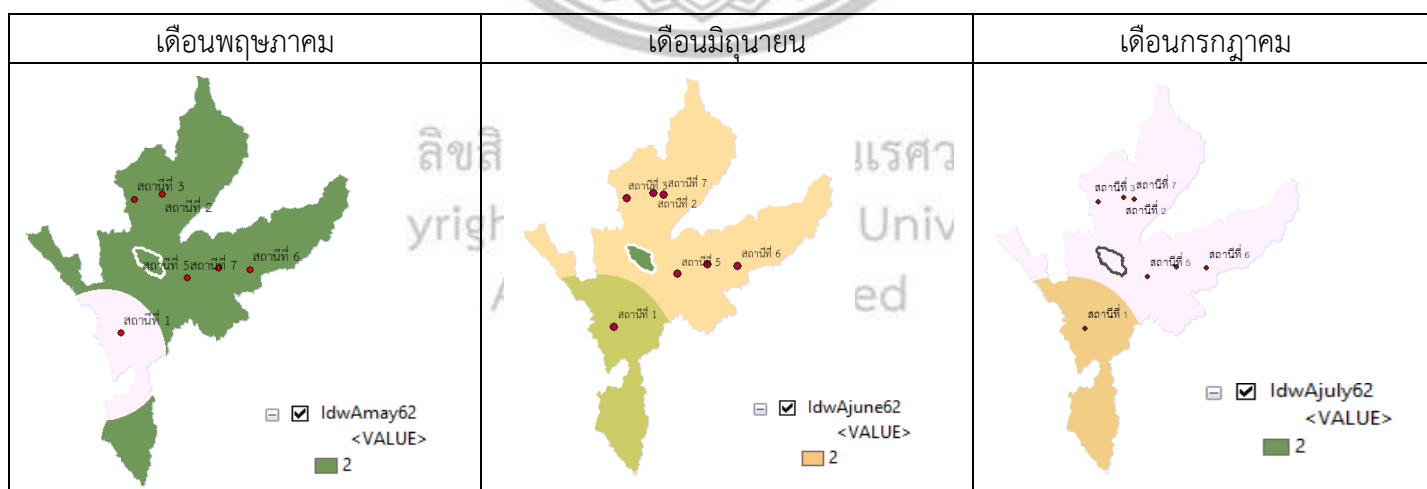 เดือนพฤษภาคม
เดือนมิถุนายน
เดือนกรกฎาคม
สถานีที่ 3
สถานีที่ 2
สถานีที่ 5
สถานีที่ 7
สถานีที่ 6
สถานีที่ 1
IdwAmay62
<VALUE>
2
สถานีที่ 3
สถานีที่ 7
สถานีที่ 2
สถานีที่ 5
สถานีที่ 6
สถานีที่ 1
IdwAjune62
<VALUE>
2
สถานีที่ 3
สถานีที่ 7
สถานีที่ 2
สถานีที่ 5
สถานีที่ 6
สถานีที่ 1
IdwAjuly62
<VALUE>
2